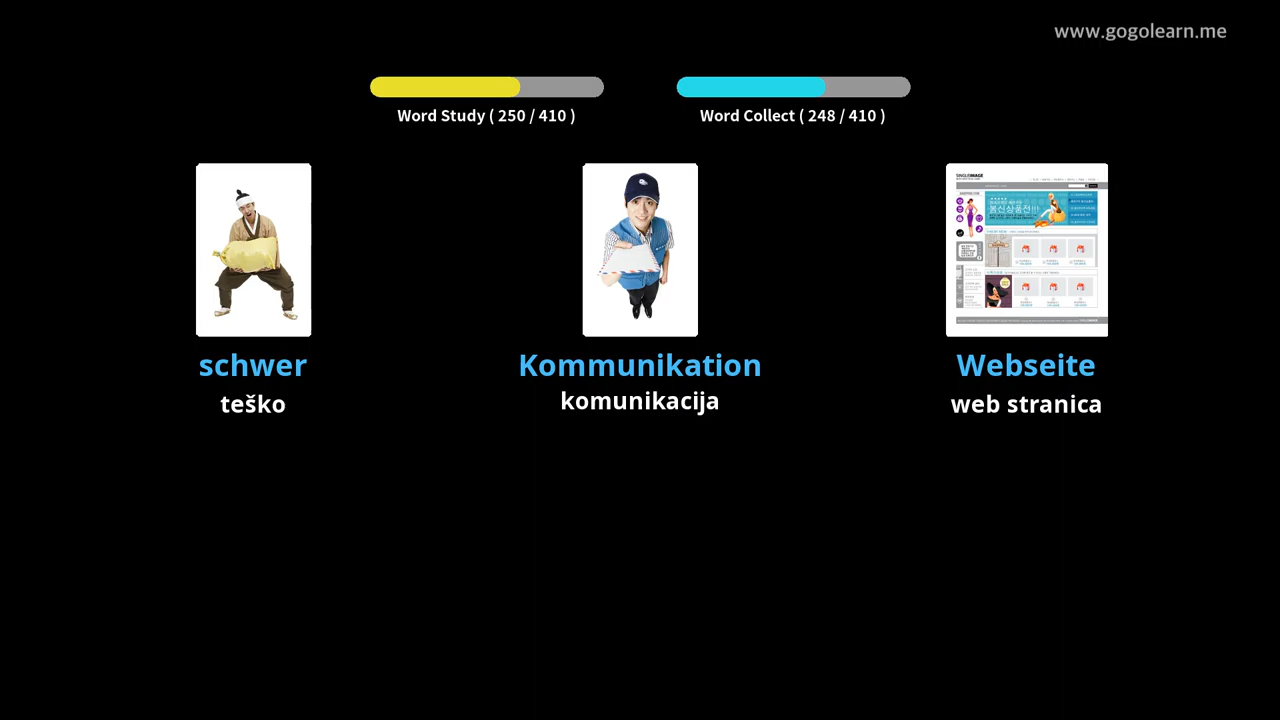 www.gogolearn.me
Word Study ( 250 / 410 )
Word Collect ( 248 / 410 )
schwer
teško
Kommunikation
komunikacija
Webseite
web stranica